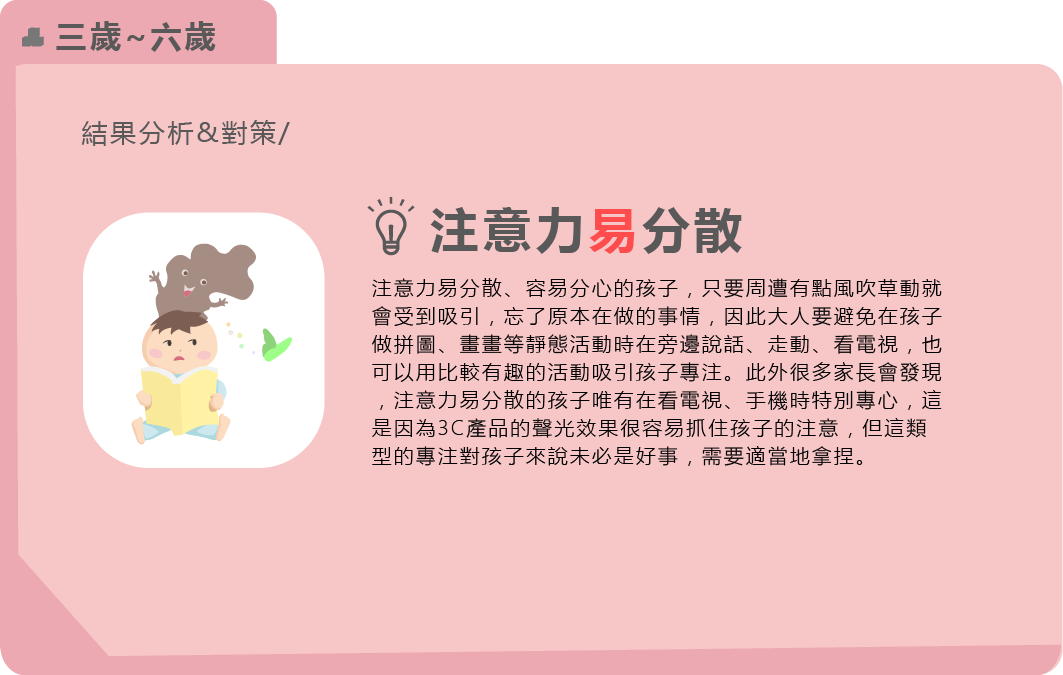 三歲~六歲
結果分析&對策/
注意力易分散
注意力易分散、容易分心的孩子，只要周遭有點風吹草動就
會受到吸引，忘了原本在做的事情，因此大人要避免在孩子
做拼圖、畫畫等靜態活動時在旁邊說話、走動、看電視，也
可以用比較有趣的活動吸引孩子專注。此外很多家長會發現
，注意力易分散的孩子唯有在看電視、手機時特別專心，這
是因為3C產品的聲光效果很容易抓住孩子的注意，但這類
型的專注對孩子來說未必是好事，需要適當地拿捏。